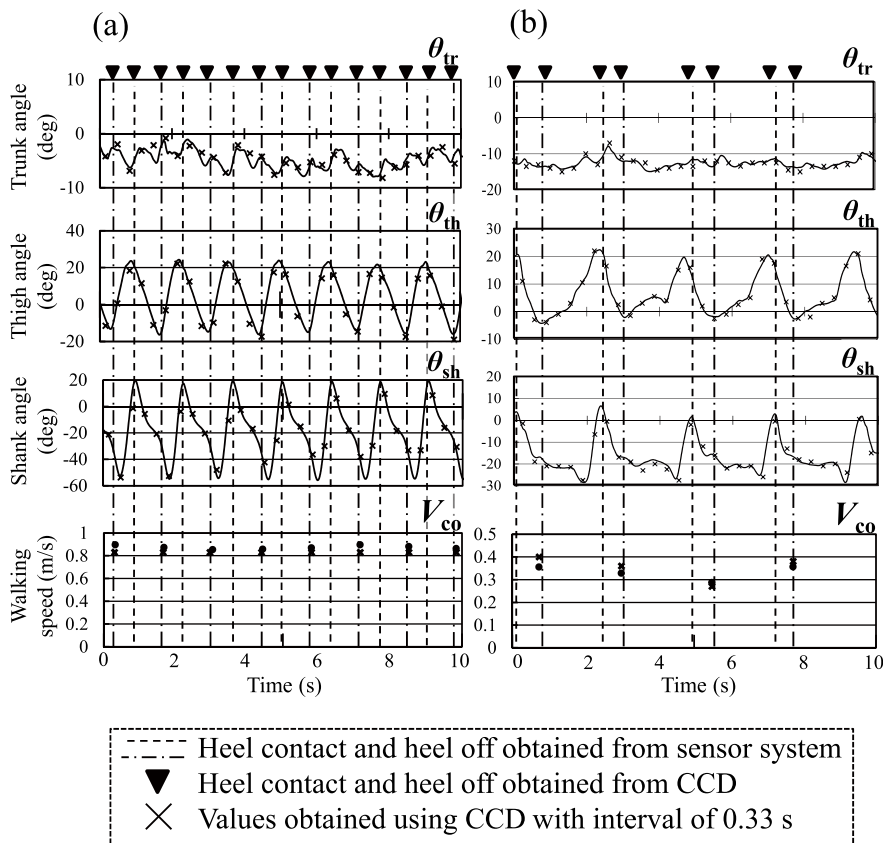 (a)
(b)
θtr
θtr
10
0
-10
Trunk angle
(deg)
10
0
-10
-20
θth
θth
40
20
0
-20
Thigh angle
(deg)
30
20
10
0
-10
θsh
θsh
20
0
-20
-40
-60
Shank angle
(deg)
20
10
0
-10
-20
-30
Vco
Vco
1
0.8
0.6
0.4
0.2
0
Walking
speed (m/s)
0.5
0.4
0.3
0.2
0.1
0
0 2 4 6 8 10
0 2 4 6 8 10
Time (s)
Time (s)
Heel contact and heel off obtained from sensor system
Heel contact and heel off obtained from CCD
Values obtained using CCD with interval of 0.33 s